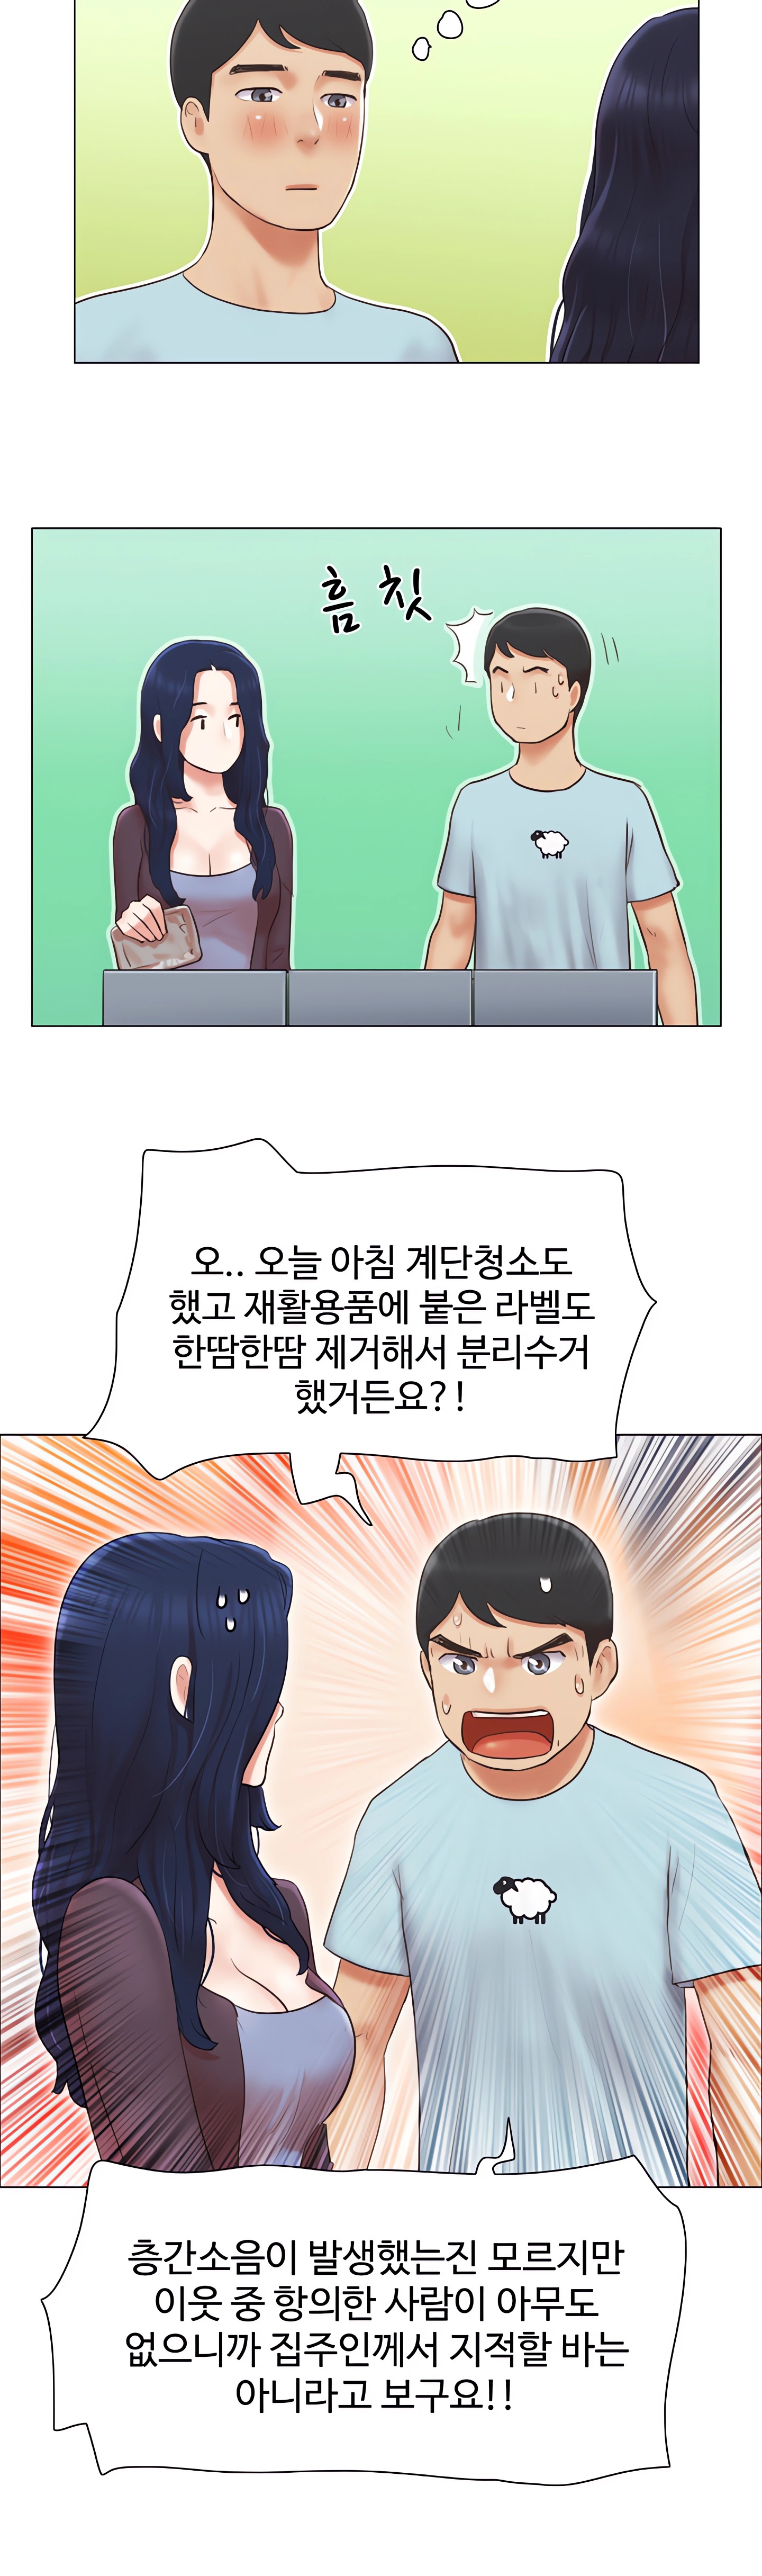 흠칫
오.. 오늘 아침 계단청소도
했고 재활용품에 붙은 라벨도
한땀한땀 제거해서 분리수거
했거든요?!
층간소음이 발생했는진 모르지만
이웃 중 항의한 사람이 아무도
없으니까 집주인께서 지적할 바는
아니라고 보구요!!